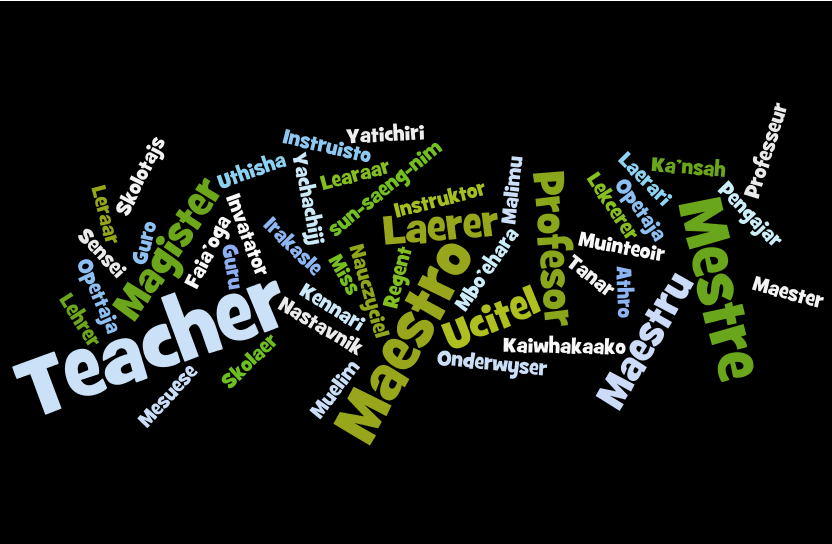 Skolotajs
Leraar
Sensei
Guro
Opettaja
Lehrer
Magister
Faia'oga
Uthisha
Invatator
Guru
Teacher
Mesuese
Skolaer
Instruisto
Yatichiri
Yachachijj
Learaar
sun-saeng-nim
Irakasle
Miss
Nauczyciel
Regent
Kennari
Nastavnik
Muelim
Instruktor
Laerer
Malimu
Maestro
Mbo'ehara
Ucitel
Profesor
Onderwyser
Kaiwhakaako
Tanar
Muinteoir
Athro
Lekcerer
Opetaja
Laerari
Ka'nsah
Professeur
Pengajar
Mestre
Maestru
Maester